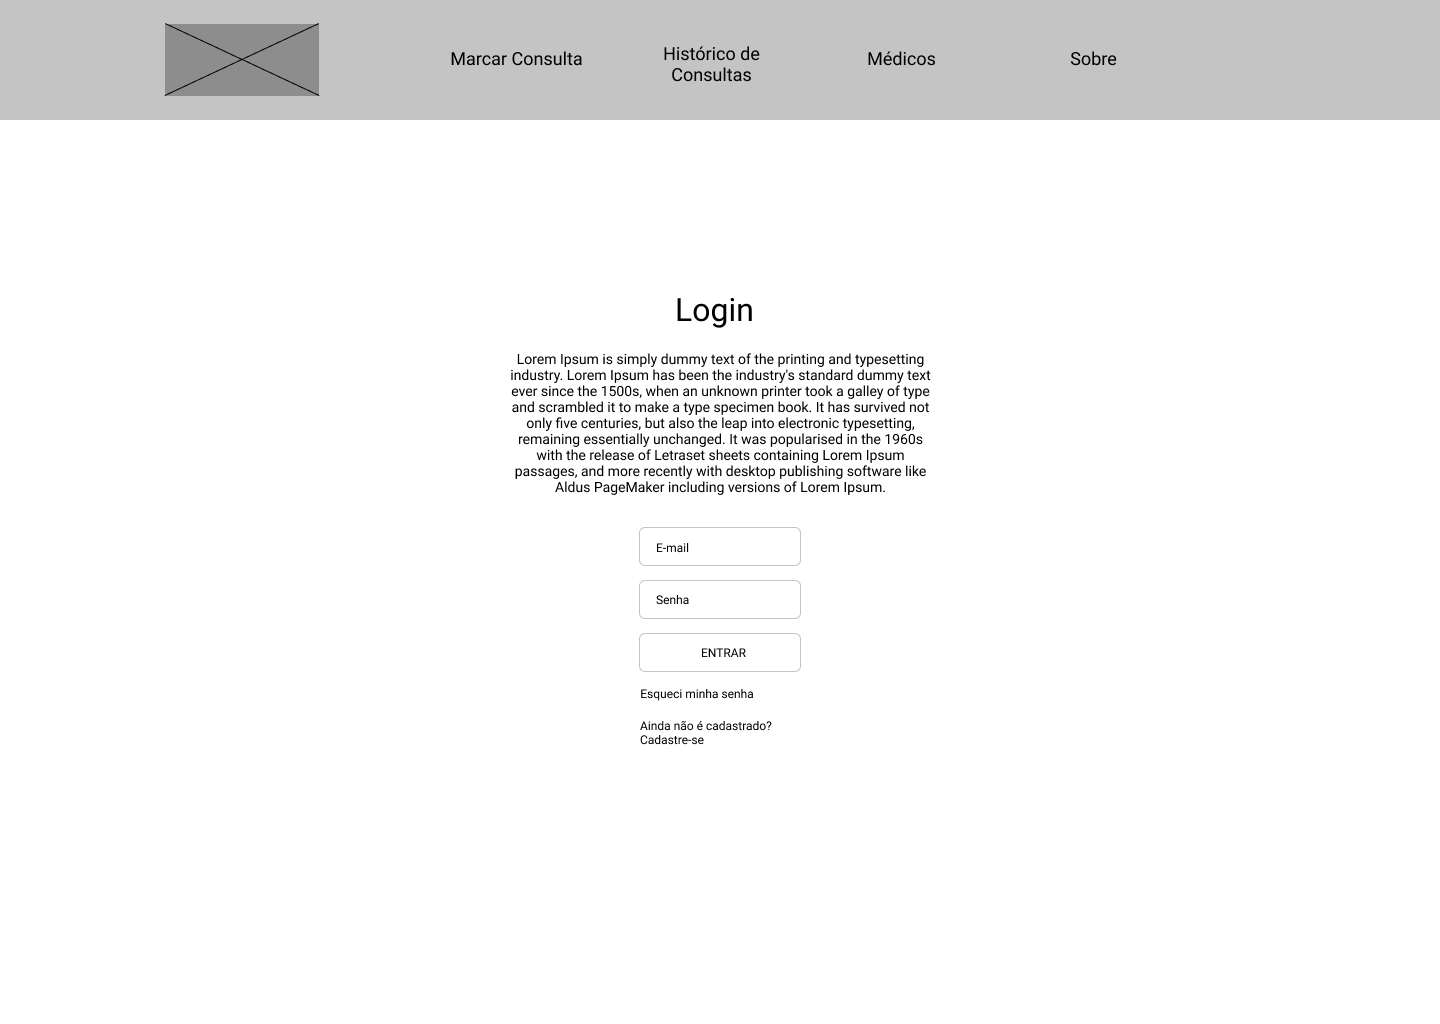 Marcar Consulta
Histórico de
Consultas
Médicos
Sobre
Login
Lorem Ipsum is simply dummy text of the printing and typesetting
industry. Lorem Ipsum has been the industry's standard dummy text
ever since the 1500s, when an unknown printer took a galley of type
and scrambled it to make a type specimen book. It has survived not
only five centuries, but also the leap into electronic typesetting,
remaining essentially unchanged. It was popularised in the 1960s
with the release of Letraset sheets containing Lorem Ipsum
passages, and more recently with desktop publishing software like
Aldus PageMaker including versions of Lorem Ipsum.
E-mail
Senha
ENTRAR
Esqueci minha senha
Ainda não é cadastrado?
Cadastre-se